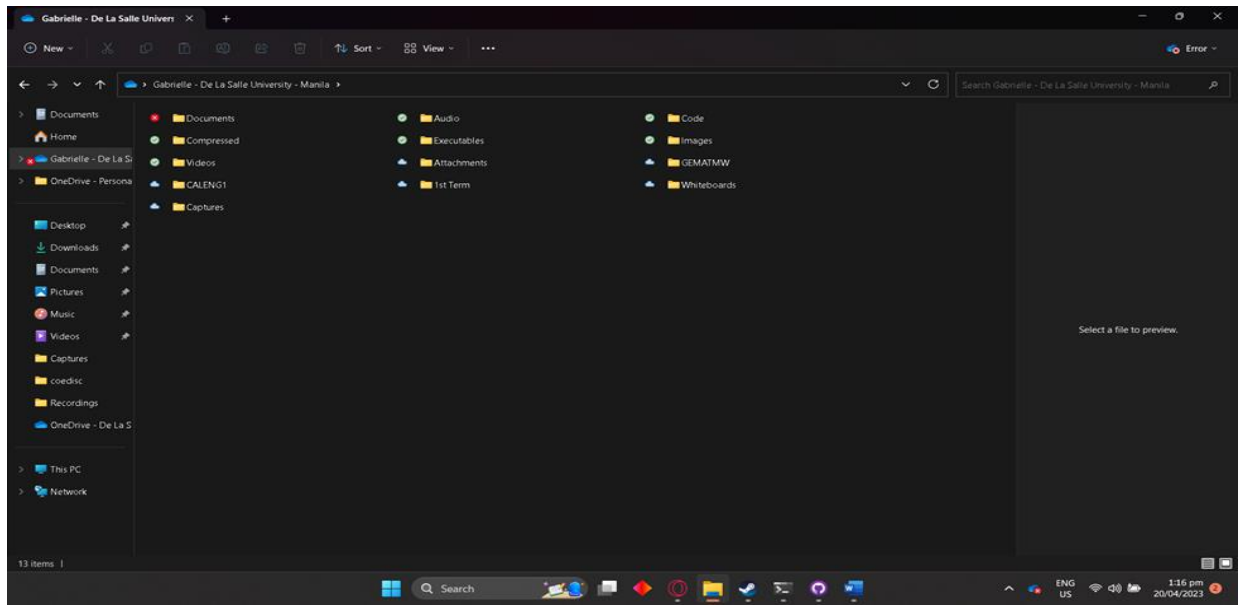 Gabrielle - De La Salle Univers
New Sort View Error
Gabrielle - De La Salle University - Manila
Search Gabrielle - De La Salle University - Manila
Documents
Home
Gabrielle - De La Sa
OneDrive - Persona
Desktop
Downloads
Documents
Pictures
Music
Videos
Captures
coedisc
Recordings
OneDrive - De La S
This PC
Network
Documents Audio Code
Compressed Executables Images
Videos Attachments GEMATMW
CALENG1 1st Term Whiteboards
Captures
Select a file to preview.
13 items
Search
ENG
US
1:16 pm
20/04/2023
2